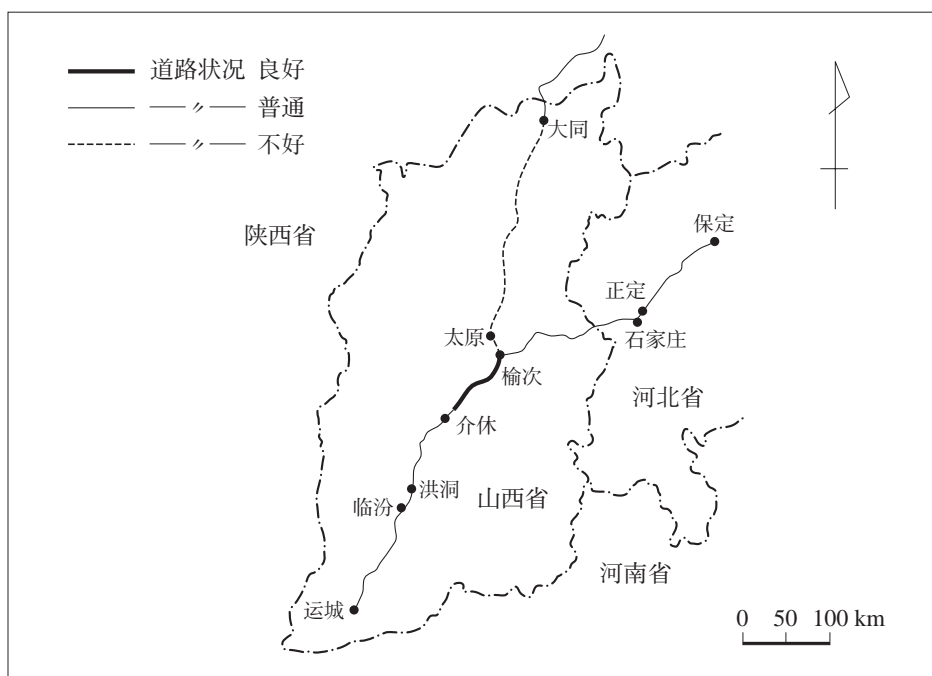 道路状况 良好
〃 普通
〃 不好
大同
陕西省
保定
正定
太原
石家庄
榆次
河北省
介休
洪洞
山西省
临汾
河南省
运城
0 50 100 km